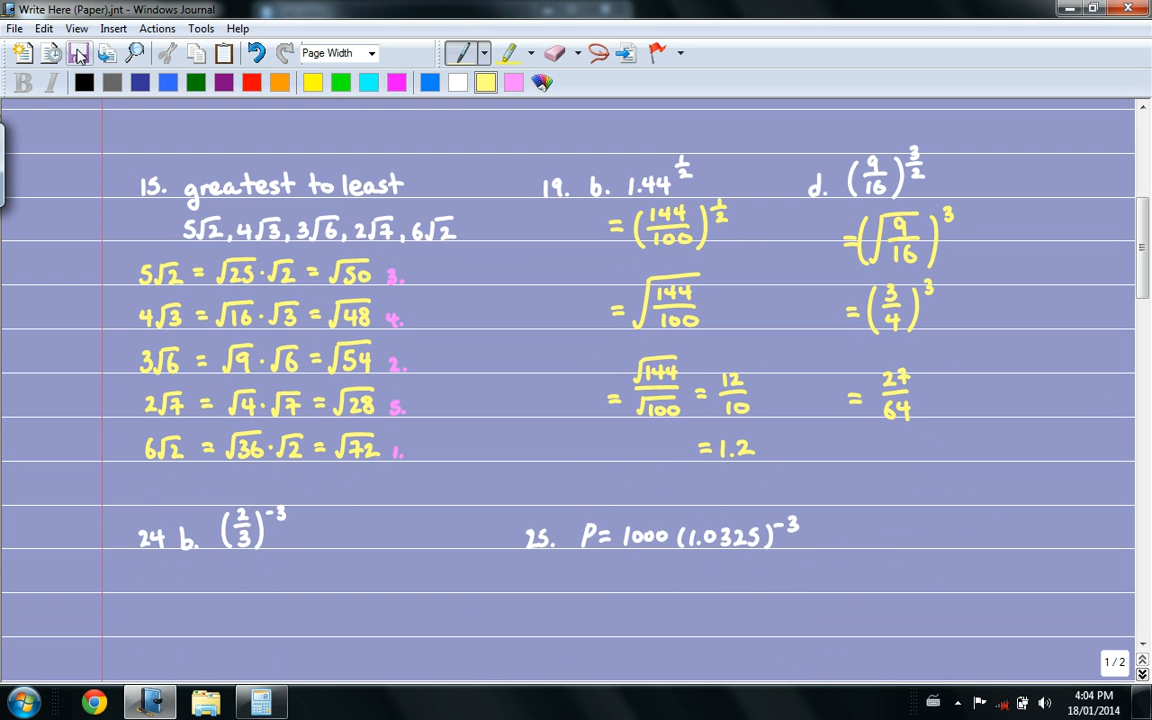 Write Here (Paper).jnt - Windows Journal
File Edit View Insert Actions Tools Help
Page Width
B I
15. greatest to least
5√2, 4√3, 3√6, 2√7, 6√2
5√2 = √25 · √2 = √50 3.
4√3 = √16 · √3 = √48 4.
3√6 = √9 · √6 = √54 2.
2√7 = √4 · √7 = √28 5.
6√2 = √36 · √2 = √72 1.
19. b. 1.44^(1/2)
= (144/100)^(1/2)
= √(144/100)
= √144/√100 = 12/10
= 1.2
d. (9/16)^(3/2)
= (√(9/16))^3
= (3/4)^3
= 27/64
24 b. (2/3)^-3
25. P = 1000 (1.0325)^-3
1 / 2
4:04 PM
18/01/2014